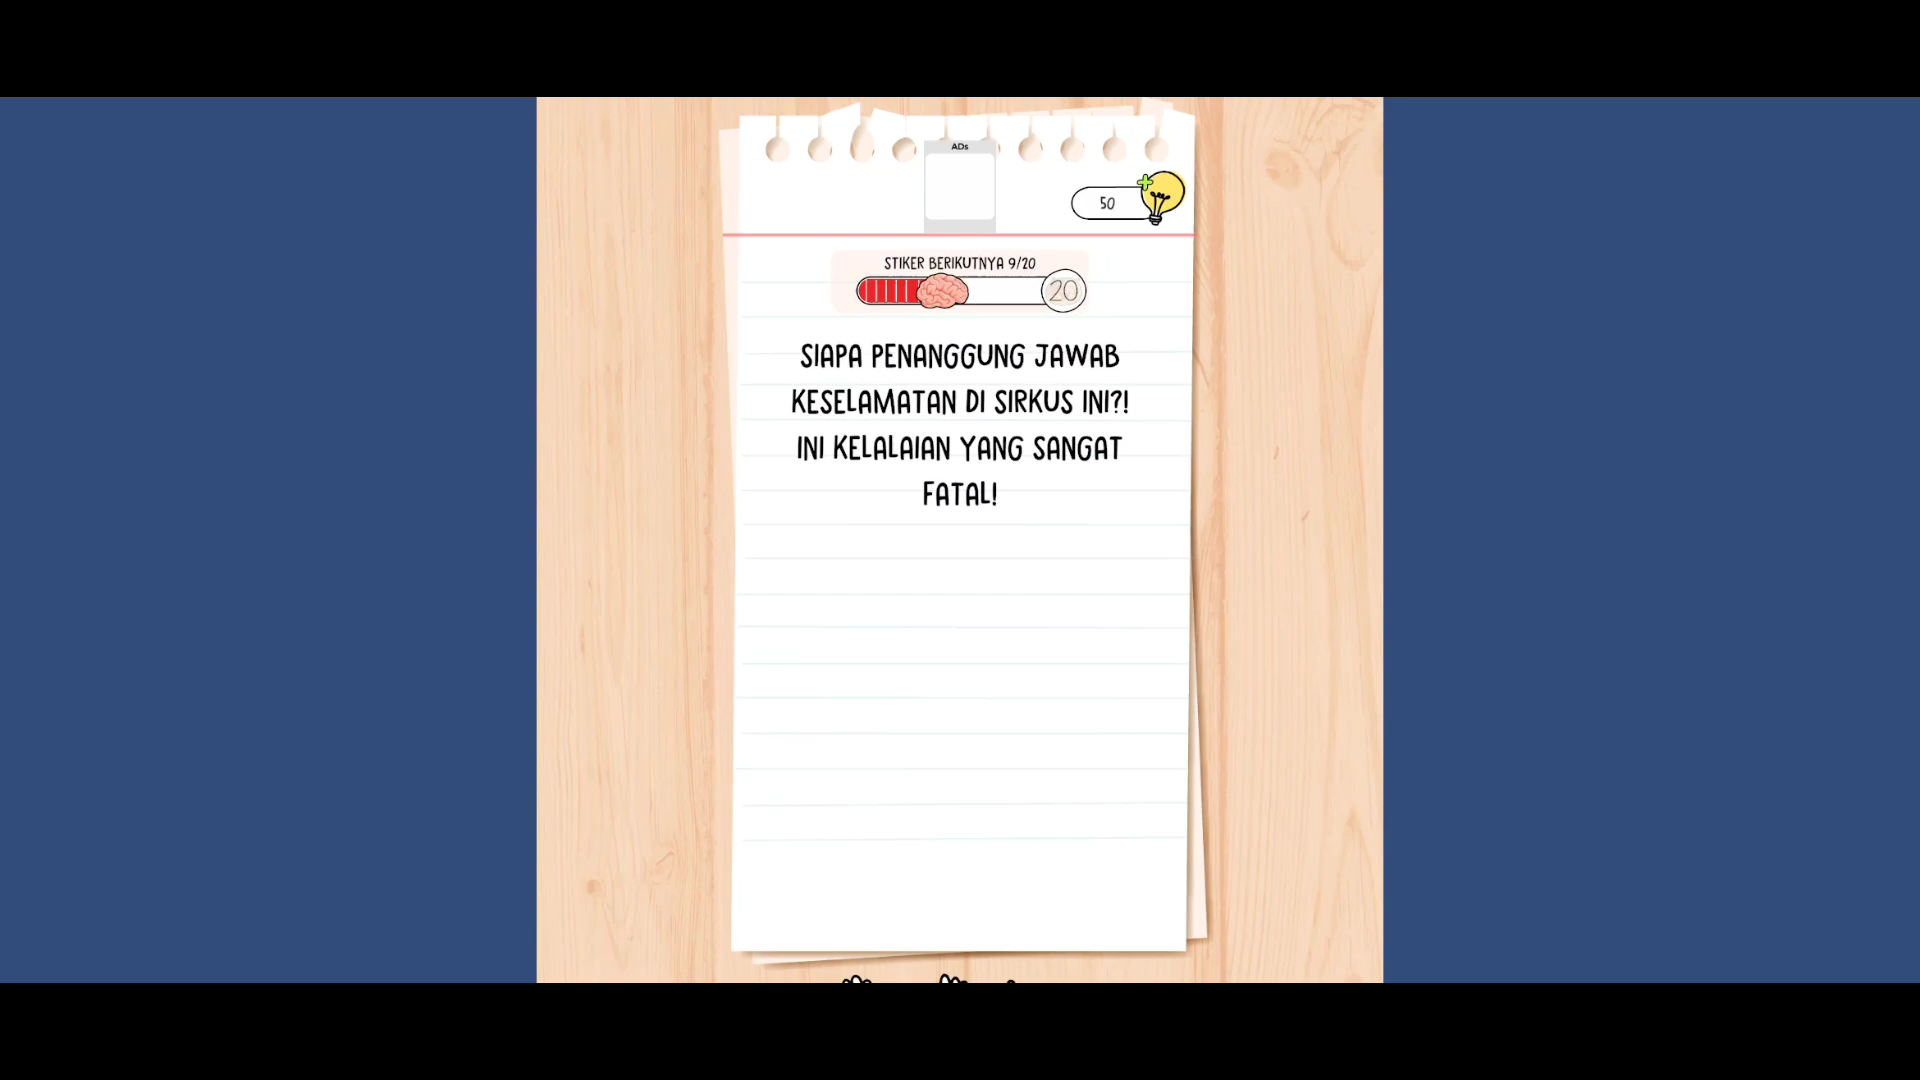 ADs
50
STIKER BERIKUTNYA 9/20
20
SIAPA PENANGGUNG JAWAB
KESELAMATAN DI SIRKUS INI?!
INI KELALAIAN YANG SANGAT
FATAL!